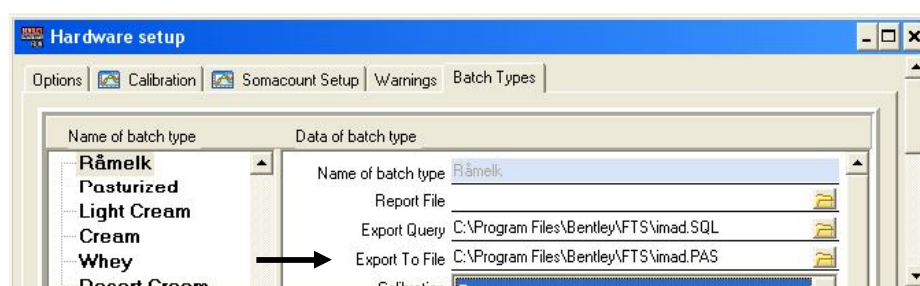 Hardware setup
Options Calibration Somacount Setup Warnings Batch Types
Name of batch type
Data of batch type
Råmelk
Pasturized
Light Cream
Cream
Whey
Name of batch type Råmelk
Report File
Export Query C:\Program Files\Bentley\FTS\imad.SQL
Export To File C:\Program Files\Bentley\FTS\imad.PAS